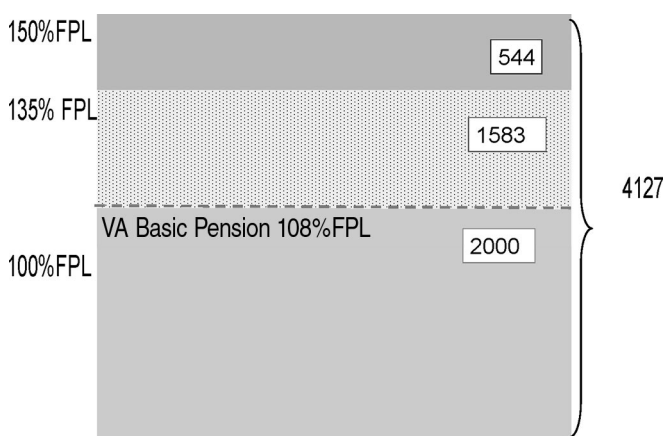 150%FPL
544
135% FPL
1583
4127
VA Basic Pension 108%FPL
2000
100%FPL